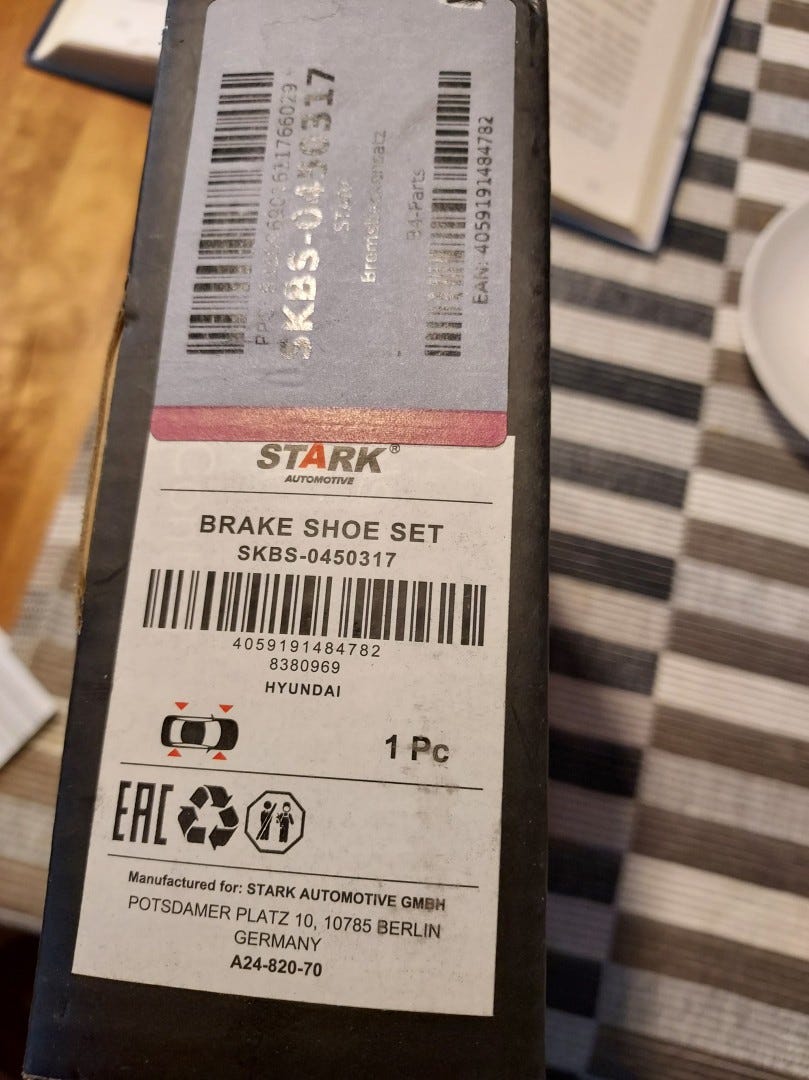 SKBS-0450317
Stark
Bremsbackensatz
B4-Parts
EAN: 4059191484782
STARK®
AUTOMOTIVE
BRAKE SHOE SET
SKBS-0450317
4059191484782
8380969
HYUNDAI
1 Pc
EAC
Manufactured for: STARK AUTOMOTIVE GMBH
POTSDAMER PLATZ 10, 10785 BERLIN
GERMANY
A24-820-70